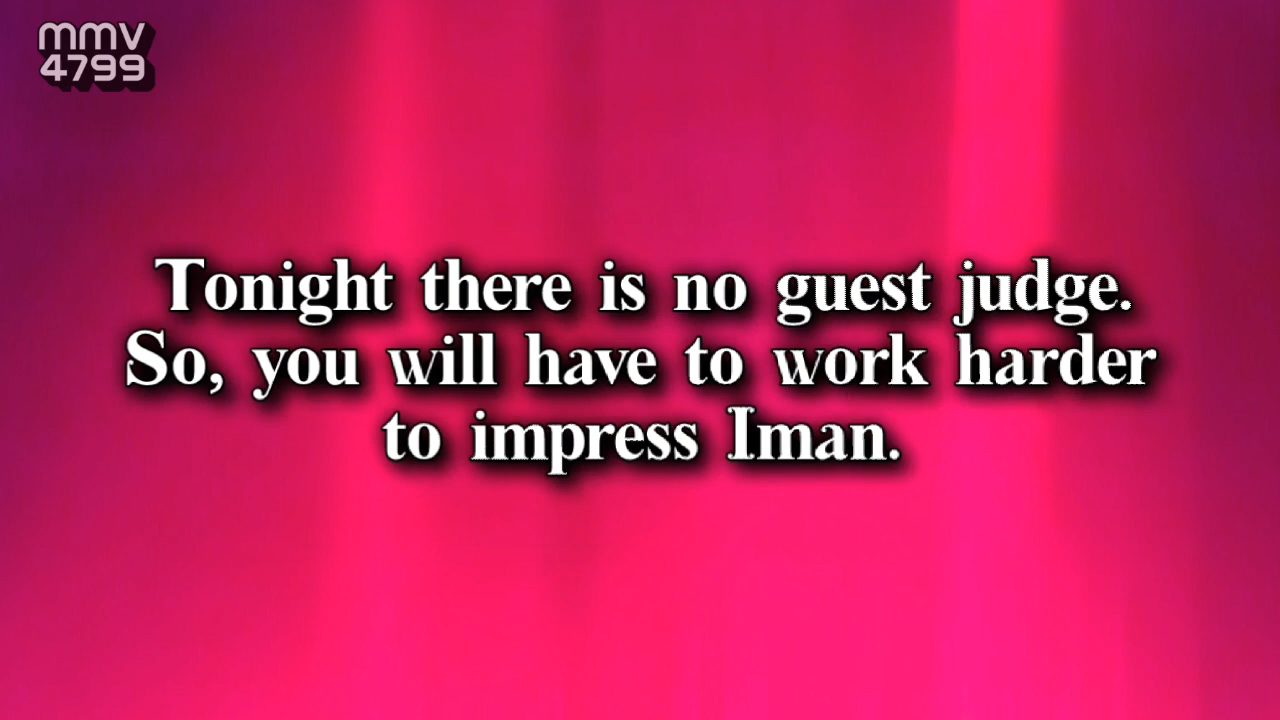 mmv
4799
Tonight there is no guest judge.
So, you will have to work harder
to impress Iman.